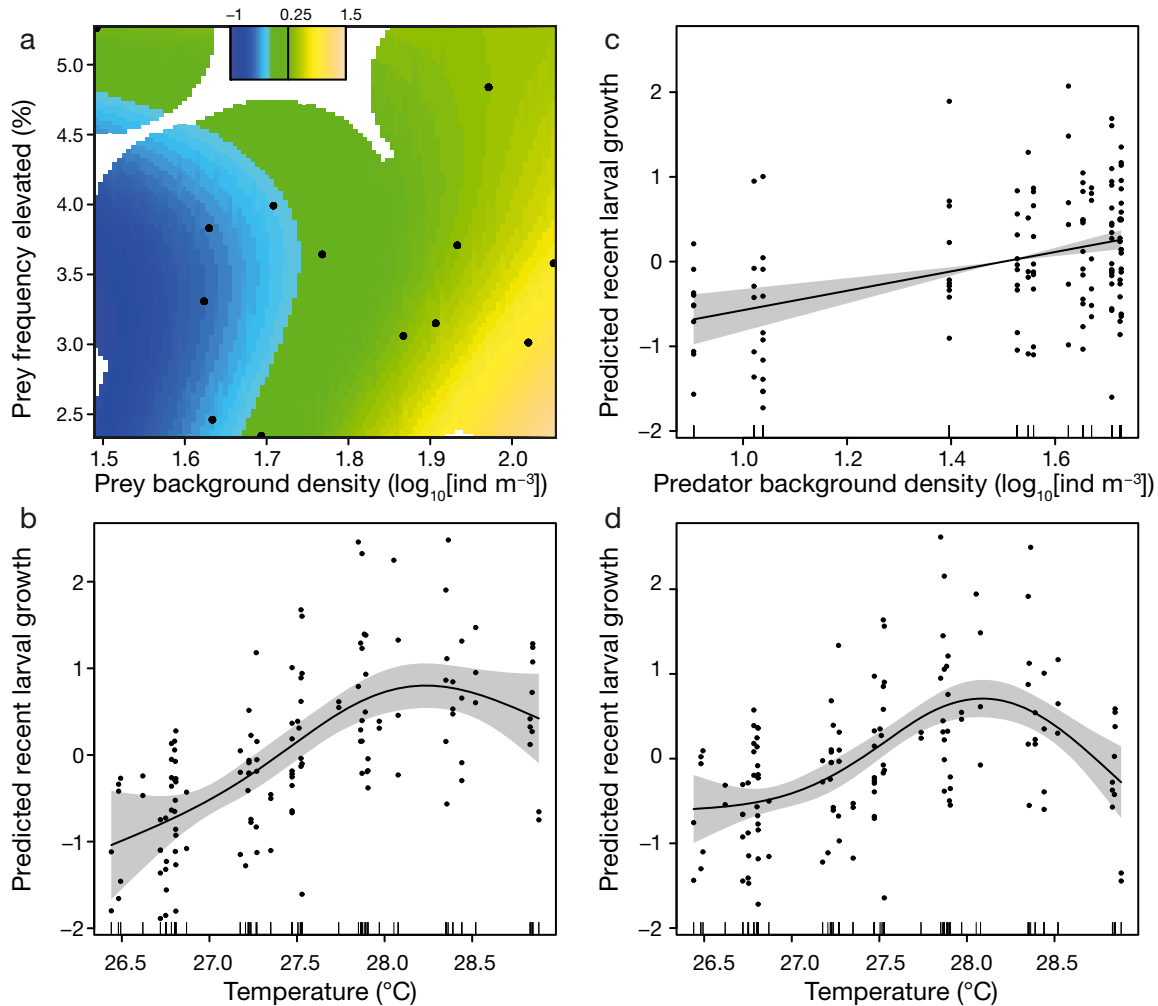 a
−1 0.25 1.5
Prey frequency elevated (%)
5.0
4.5
4.0
3.5
3.0
2.5
1.5 1.6 1.7 1.8 1.9 2.0
Prey background density (log10[ind m−3])
c
Predicted recent larval growth
2
1
0
−1
−2
1.0 1.2 1.4 1.6
Predator background density (log10[ind m−3])
b
Predicted recent larval growth
2
1
0
−1
−2
26.5 27.0 27.5 28.0 28.5
Temperature (°C)
d
Predicted recent larval growth
2
1
0
−1
−2
26.5 27.0 27.5 28.0 28.5
Temperature (°C)